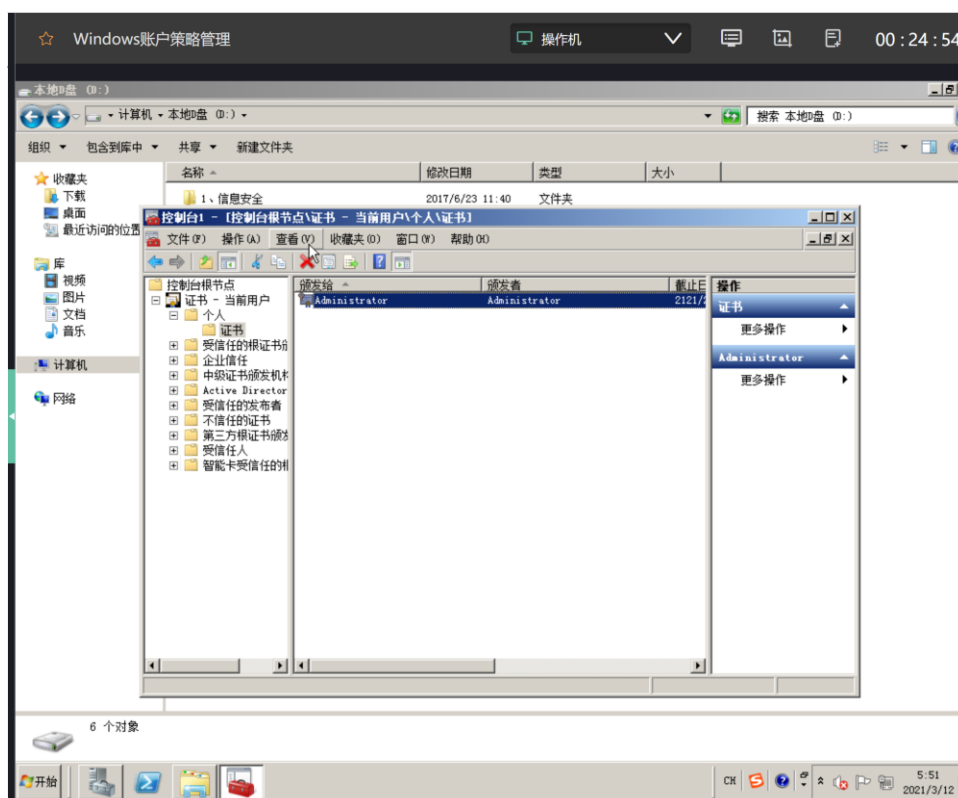 Windows账户策略管理
操作机
00:24:54
本地D盘 (D:)
计算机 本地D盘 (D:)
搜索 本地D盘 (D:)
组织 包含到库中 共享 新建文件夹
名称 修改日期 类型 大小
收藏夹
下载
桌面
最近访问的位置
库
视频
图片
文档
音乐
计算机
网络
1、信息安全 2017/6/23 11:40 文件夹
控制台1 - [控制台根节点\证书 - 当前用户\个人\证书]
文件(F) 操作(A) 查看(V) 收藏夹(O) 窗口(W) 帮助(H)
控制台根节点
证书 - 当前用户
个人
证书
受信任的根证书颁
企业信任
中级证书颁发机构
Active Director
受信任的发布者
不信任的证书
第三方根证书颁发
受信任人
智能卡受信任的根
颁发给 颁发者 截止日
Administrator Administrator 2121/2
操作
证书
更多操作
Administrator
更多操作
6 个对象
开始
CH
5:51
2021/3/12